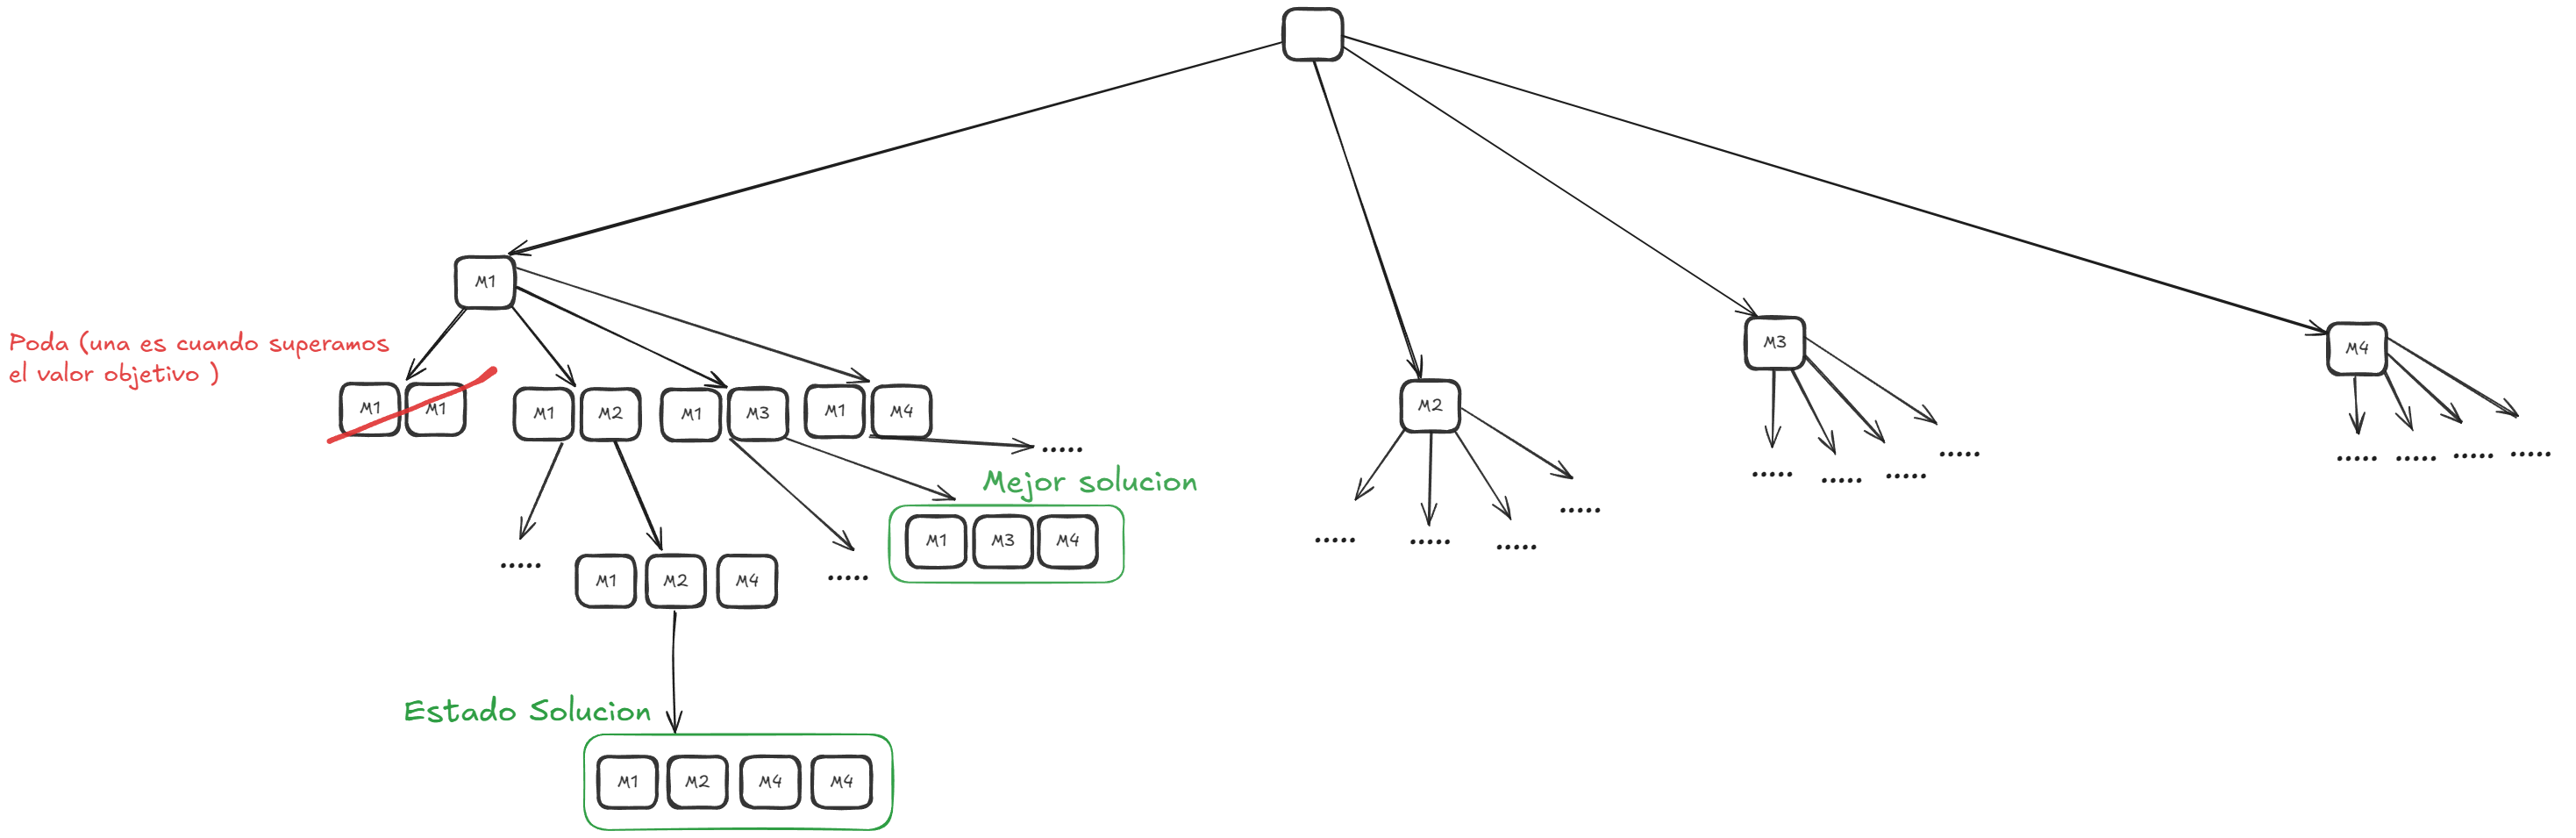 M1
Poda (una es cuando superamos
el valor objetivo )
M3
M4
M1 M1
M1 M2
M1 M3
M1 M4
M2
.....
Mejor solucion
.....
.....
.....
.....
..... ..... ..... .....
.....
M1 M3 M4
.....
.....
.....
.....
M1 M2 M4
.....
Estado Solucion
M1 M2 M4 M4